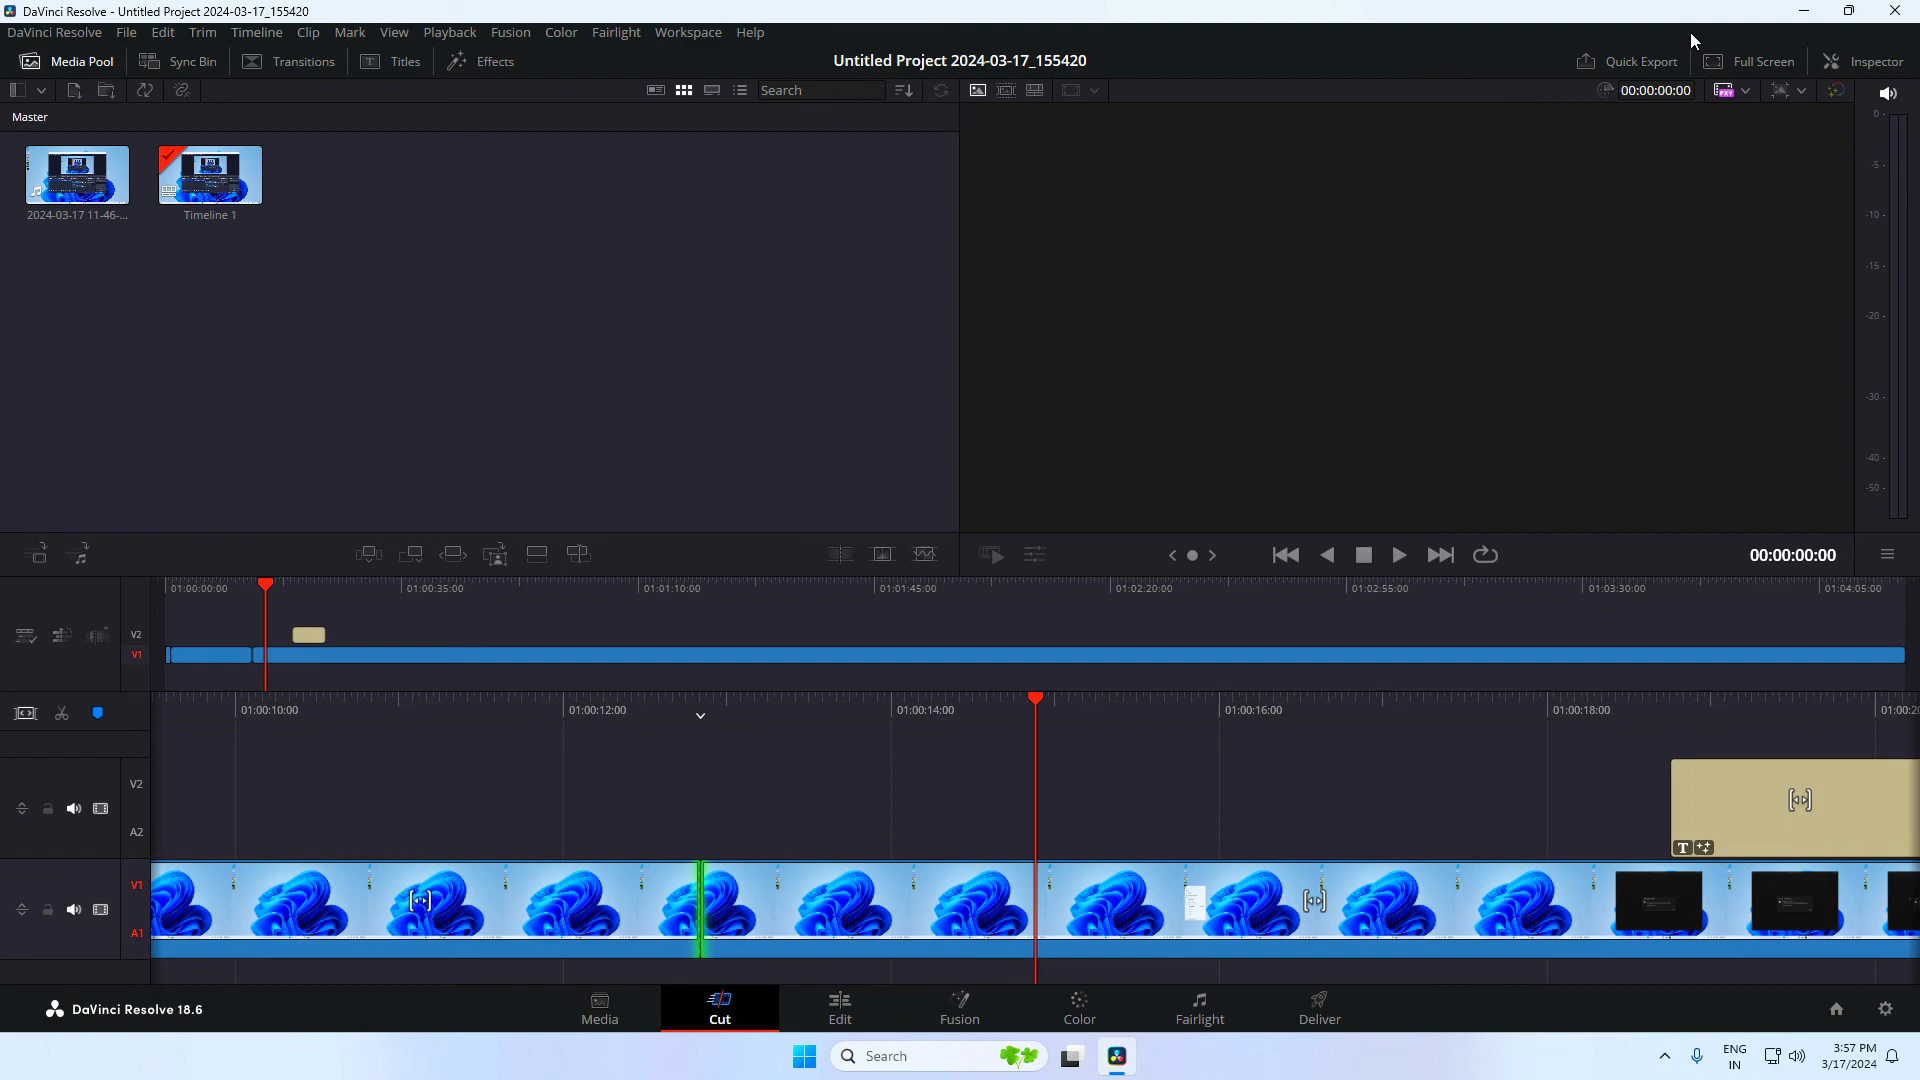 DaVinci Resolve - Untitled Project 2024-03-17_155420
DaVinci Resolve File Edit Trim Timeline Clip Mark View Playback Fusion Color Fairlight Workspace Help
Media Pool Sync Bin Transitions Titles Effects Untitled Project 2024-03-17_155420 Quick Export Full Screen Inspector
Search 00:00:00:00 PXY
Master
0
-5
-10
-15
-20
-30
-40
-50
2024-03-17 11-46-... Timeline 1
00:00:00:00
01:00:00:00 01:00:35:00 01:01:10:00 01:01:45:00 01:02:20:00 01:02:55:00 01:03:30:00 01:04:05:00
V2
V1
01:00:10:00 01:00:12:00 01:00:14:00 01:00:16:00 01:00:18:00
V2
A2
T
V1
A1
DaVinci Resolve 18.6
Media Cut Edit Fusion Color Fairlight Deliver
Search
ENG
IN
3:57 PM
3/17/2024